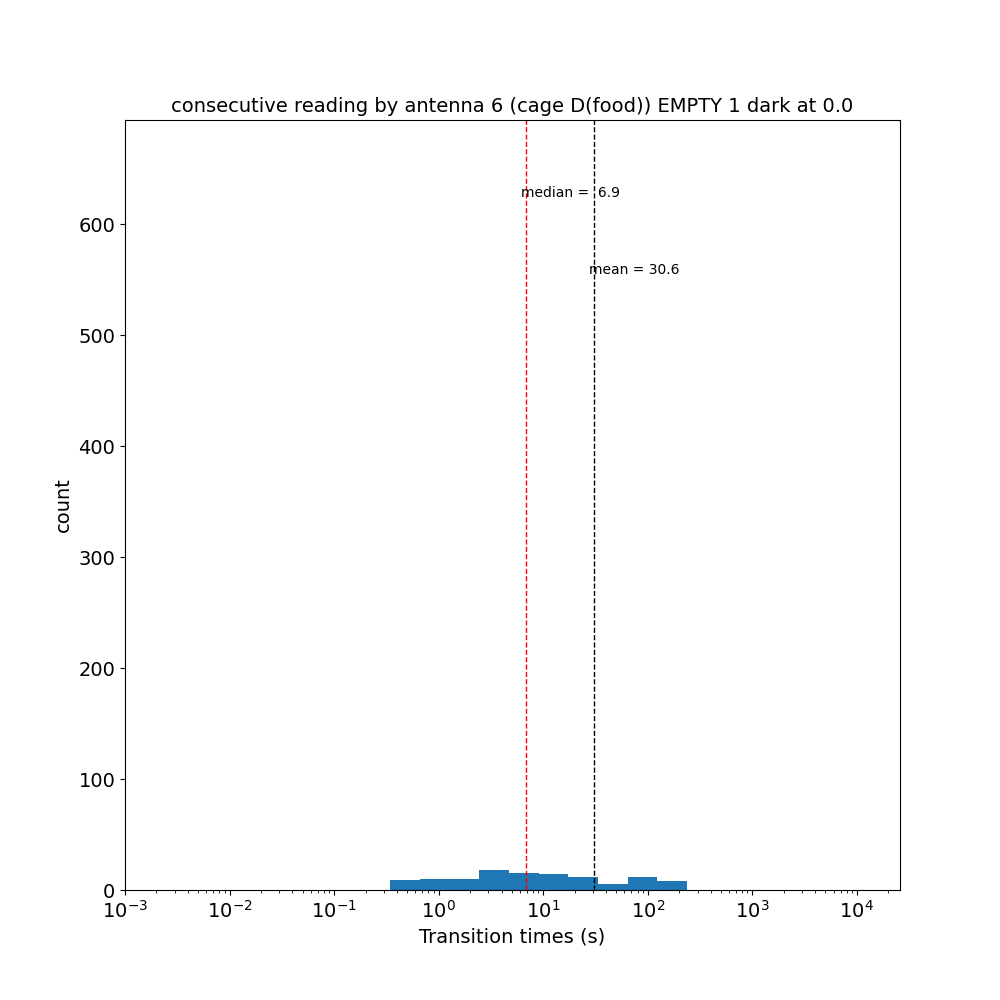 consecutive reading by antenna 6 (cage D(food)) EMPTY 1 dark at 0.0
median = 6.9
mean = 30.6
600
500
400
300
200
100
0
count
10⁻³ 10⁻² 10⁻¹ 10⁰ 10¹ 10² 10³ 10⁴
Transition times (s)